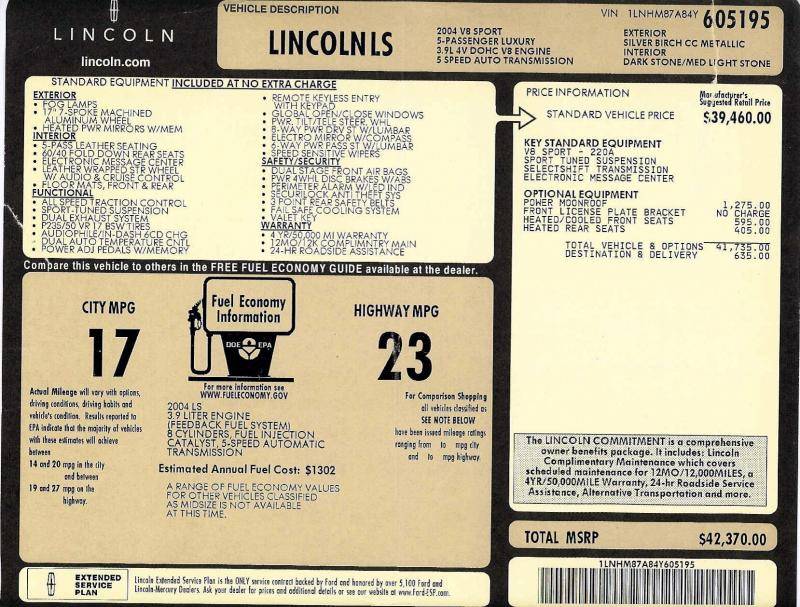 LINCOLN
lincoln.com
VEHICLE DESCRIPTION
LINCOLN LS
2004 V8 SPORT
5-PASSENGER LUXURY
3.9L 4V DOHC V8 ENGINE
5 SPEED AUTO TRANSMISSION
VIN 1LNHM87A84Y 605195
EXTERIOR
SILVER BIRCH CC METALLIC
INTERIOR
DARK STONE/MED LIGHT STONE
STANDARD EQUIPMENT INCLUDED AT NO EXTRA CHARGE
EXTERIOR
• FOG LAMPS
• 17" 7-SPOKE MACHINED
ALUMINUM WHEEL
• HEATED PWR MIRRORS W/MEM
INTERIOR
• 5-PASS LEATHER SEATING
• 60/40 FOLD DOWN REAR SEATS
• ELECTRONIC MESSAGE CENTER
• LEATHER WRAPPED STR WHEEL
W/ AUDIO & CRUISE CONTROL
• FLOOR MATS, FRONT & REAR
FUNCTIONAL
• ALL SPEED TRACTION CONTROL
• SPORT-TUNED SUSPENSION
• DUAL EXHAUST SYSTEM
• P235/50 VR 17 BSW TIRES
• AUDIOPHILE/IN-DASH 6CD CHG
• DUAL AUTO TEMPERATURE CNTL
• POWER ADJ PEDALS W/MEMORY
• REMOTE KEYLESS ENTRY
WITH KEYPAD
• GLOBAL OPEN/CLOSE WINDOWS
• PWR. TILT/TELE STEER. WHL
• 8-WAY PWR DRV ST W/LUMBAR
• ELECTRO MIRROR W/COMPASS
• 6-WAY PWR PASS ST W/LUMBAR
• SPEED SENSITIVE WIPERS
SAFETY/SECURITY
• DUAL STAGE FRONT AIR BAGS
• PWR 4WHL DISC BRAKES W/ABS
• PERIMETER ALARM W/LED IND
• SECURILOCK ANTI THEFT SYS
• 3 POINT REAR SAFETY BELTS
• FAIL SAFE COOLING SYSTEM
• VALET KEY
WARRANTY
• 4 YR/50,000 MI WARRANTY
• 12MO/12K COMPLIMNTRY MAIN
• 24-HR ROADSIDE ASSISTANCE
PRICE INFORMATION
Manufacturer's
Suggested Retail Price
STANDARD VEHICLE PRICE $39,460.00
KEY STANDARD EQUIPMENT
V8 SPORT - 220A
SPORT TUNED SUSPENSION
SELECTSHIFT TRANSMISSION
ELECTRONIC MESSAGE CENTER
OPTIONAL EQUIPMENT
POWER MOONROOF 1,275.00
FRONT LICENSE PLATE BRACKET NO CHARGE
HEATED/COOLED FRONT SEATS 595.00
HEATED REAR SEATS 405.00
TOTAL VEHICLE & OPTIONS 41,735.00
DESTINATION & DELIVERY 635.00
Compare this vehicle to others in the FREE FUEL ECONOMY GUIDE available at the dealer.
CITY MPG
17
Fuel Economy
Information
DOE EPA
For more information see
WWW.FUELECONOMY.GOV
HIGHWAY MPG
23
Actual Mileage will vary with options,
driving conditions, driving habits and
vehicle's condition. Results reported to
EPA indicate that the majority of vehicles
with these estimates will achieve
between
14 and 20 mpg in the city
and between
19 and 27 mpg on the
highway.
2004 LS
3.9 LITER ENGINE
(FEEDBACK FUEL SYSTEM)
8 CYLINDERS, FUEL INJECTION
CATALYST, 5-SPEED AUTOMATIC
TRANSMISSION
Estimated Annual Fuel Cost: $1302
A RANGE OF FUEL ECONOMY VALUES
FOR OTHER VEHICLES CLASSIFIED
AS MIDSIZE IS NOT AVAILABLE
AT THIS TIME.
For Comparison Shopping
all vehicles classified as
SEE NOTE BELOW
have been issued mileage ratings
ranging from to mpg city
and to mpg highway.
The LINCOLN COMMITMENT is a comprehensive
owner benefits package. It includes: Lincoln
Complimentary Maintenance which covers
scheduled maintenance for 12MO/12,000MILES, a
4YR/50,000MILE Warranty, 24-hr Roadside Service
Assistance, Alternative Transportation and more.
TOTAL MSRP $42,370.00
EXTENDED
SERVICE
PLAN
Lincoln Extended Service Plan is the ONLY service contract backed by Ford and honored by over 5,100 Ford and
Lincoln-Mercury Dealers. Ask your dealer for prices and additional details or see our website at www.Ford-ESP.com.
1LNHM87A84Y605195